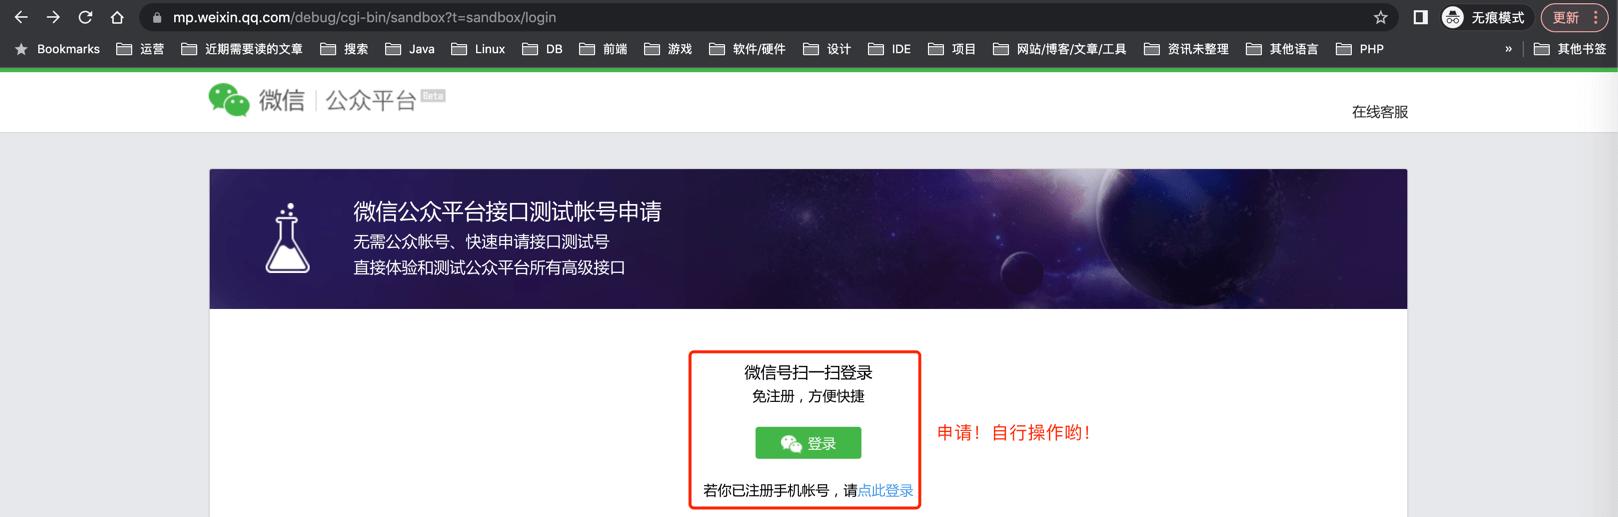 mp.weixin.qq.com/debug/cgi-bin/sandbox?t=sandbox/login
无痕模式
更新
Bookmarks 运营 近期需要读的文章 搜索 Java Linux DB 前端 游戏 软件/硬件 设计 IDE 项目 网站/博客/文章/工具 资讯未整理 其他语言 PHP » 其他书签
微信 公众平台 Beta
在线客服
微信公众平台接口测试帐号申请
无需公众帐号、快速申请接口测试号
直接体验和测试公众平台所有高级接口
微信号扫一扫登录
免注册，方便快捷
登录
申请！自行操作哟！
若你已注册手机帐号，请点此登录